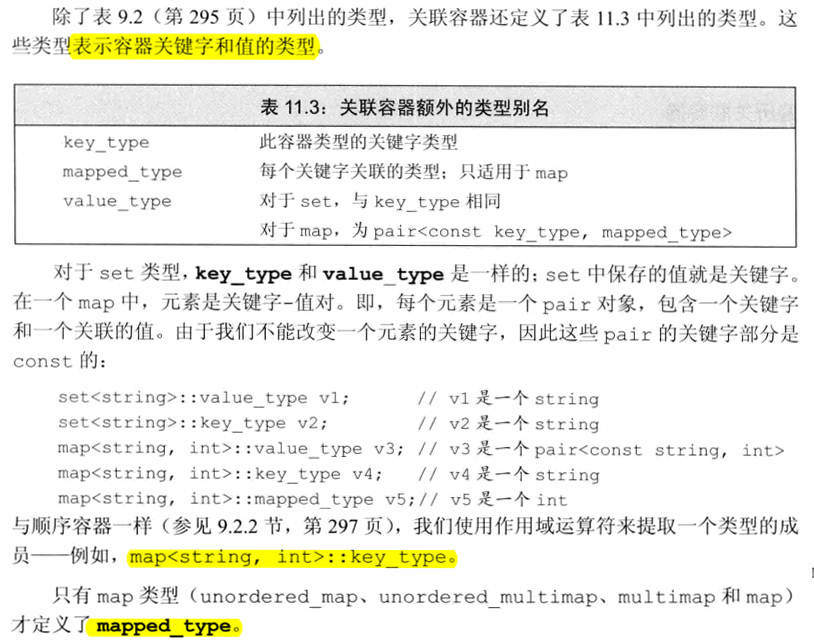 除了表 9.2（第 295 页）中列出的类型，关联容器还定义了表 11.3 中列出的类型。这
些类型表示容器关键字和值的类型。
表 11.3：关联容器额外的类型别名
key_type 此容器类型的关键字类型
mapped_type 每个关键字关联的类型；只适用于 map
value_type 对于 set，与 key_type 相同
对于 map，为 pair<const key_type, mapped_type>
对于 set 类型，key_type 和 value_type 是一样的；set 中保存的值就是关键字。
在一个 map 中，元素是关键字-值对。即，每个元素是一个 pair 对象，包含一个关键字
和一个关联的值。由于我们不能改变一个元素的关键字，因此这些 pair 的关键字部分是
const 的：
set<string>::value_type v1; // v1 是一个 string
set<string>::key_type v2; // v2 是一个 string
map<string, int>::value_type v3; // v3 是一个 pair<const string, int>
map<string, int>::key_type v4; // v4 是一个 string
map<string, int>::mapped_type v5;// v5 是一个 int
与顺序容器一样（参见 9.2.2 节，第 297 页），我们使用作用域运算符来提取一个类型的成
员——例如，map<string, int>::key_type。
只有 map 类型（unordered_map、unordered_multimap、multimap 和 map）
才定义了 mapped_type。